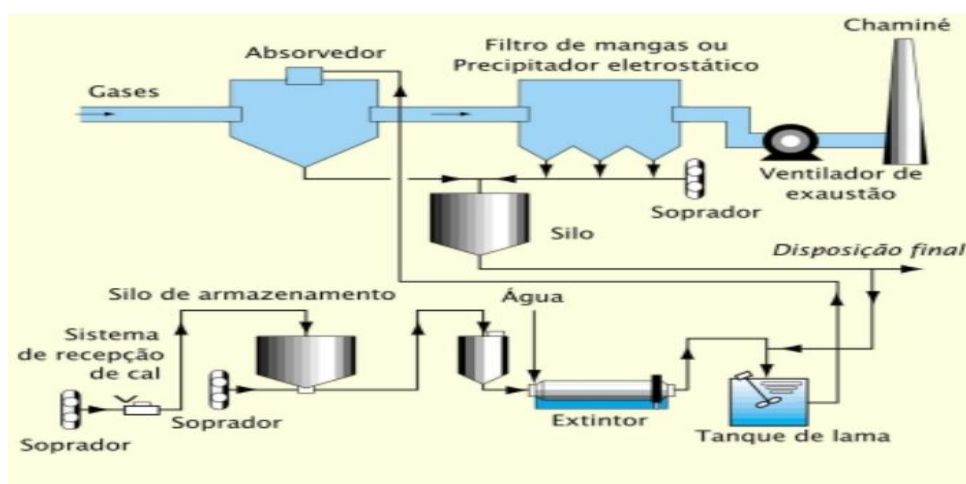 Chaminé
Absorvedor
Filtro de mangas ou
Precipitador eletrostático
Gases
Ventilador de
exaustão
Soprador
Silo
Disposição final
Silo de armazenamento
Água
Sistema
de recepção
de cal
Soprador
Extintor
Tanque de lama
Soprador